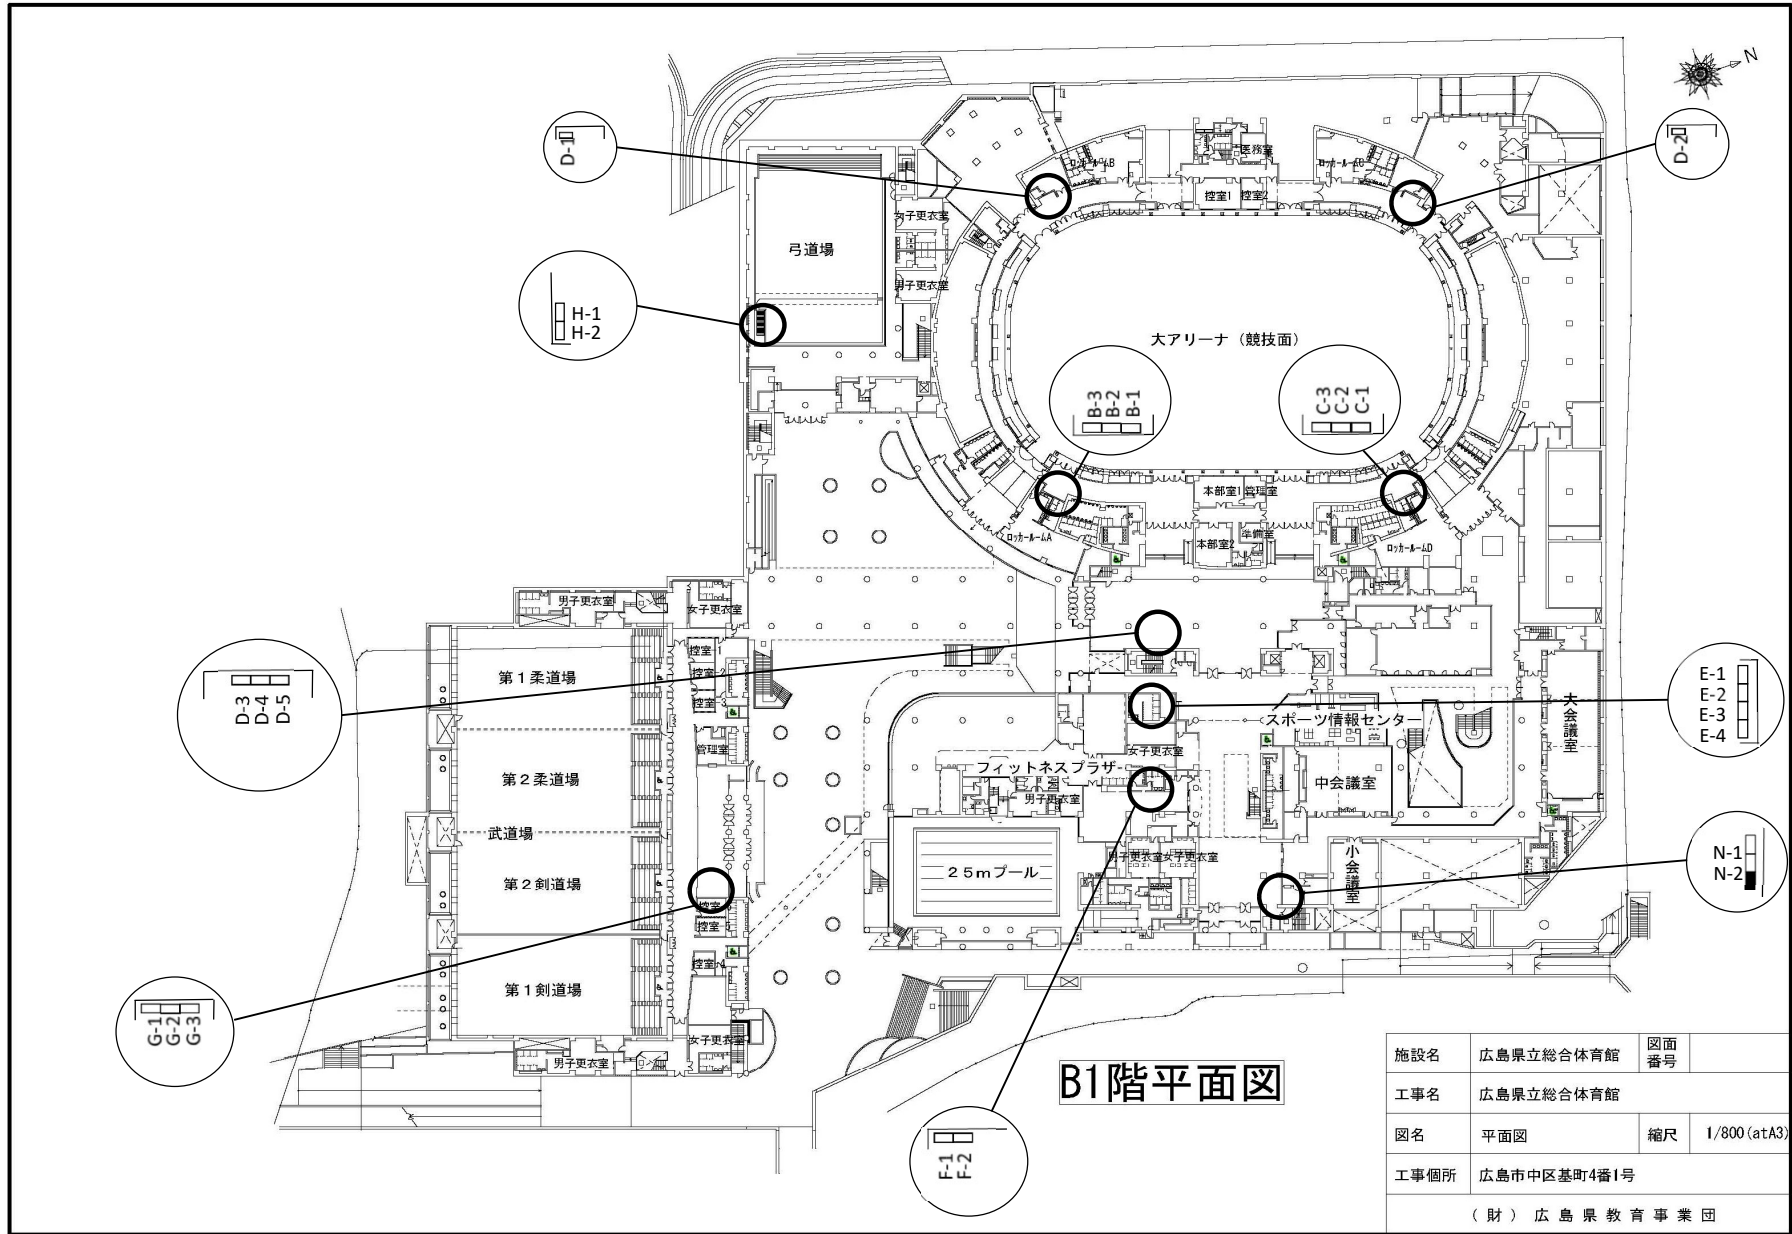 N
D-1
D-2
ロッカールームB
医務室
ロッカールームC
控室1
控室2
女子更衣室
弓道場
男子更衣室
H-1
H-2
大アリーナ（競技面）
B-3
B-2
B-1
C-3
C-2
C-1
本部室1
管理室
本部室2
準備室
ロッカールームA
ロッカールームD
男子更衣室
女子更衣室
控室-1
控室-2
控室-3
第１柔道場
D-3
D-4
D-5
管理室
第２柔道場
武道場
第２剣道場
控室-5
控室-4
第１剣道場
女子更衣室
男子更衣室
G-1
G-2
G-3
スポーツ情報センター
大会議室
E-1
E-2
E-3
E-4
女子更衣室
フィットネスプラザ
男子更衣室
中会議室
小会議室
N-1
N-2
25mプール
男子更衣室
女子更衣室
F-1
F-2
B1階平面図
施設名 広島県立総合体育館 図面番号
工事名 広島県立総合体育館
図名 平面図 縮尺 1/800(atA3)
工事個所 広島市中区基町4番1号
（財）広島県教育事業団